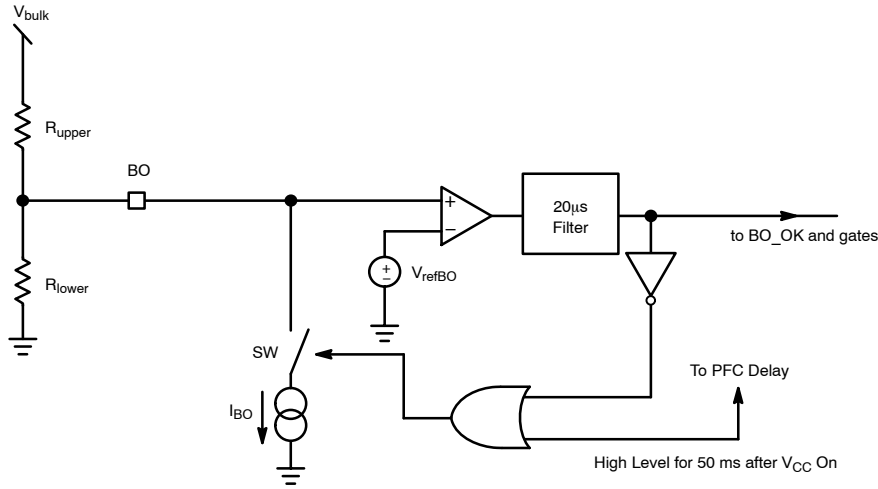 Vbulk
Rupper
BO
+
−
20μs
Filter
to BO_OK and gates
+
−
VrefBO
Rlower
SW
IBO
To PFC Delay
High Level for 50 ms after VCC On